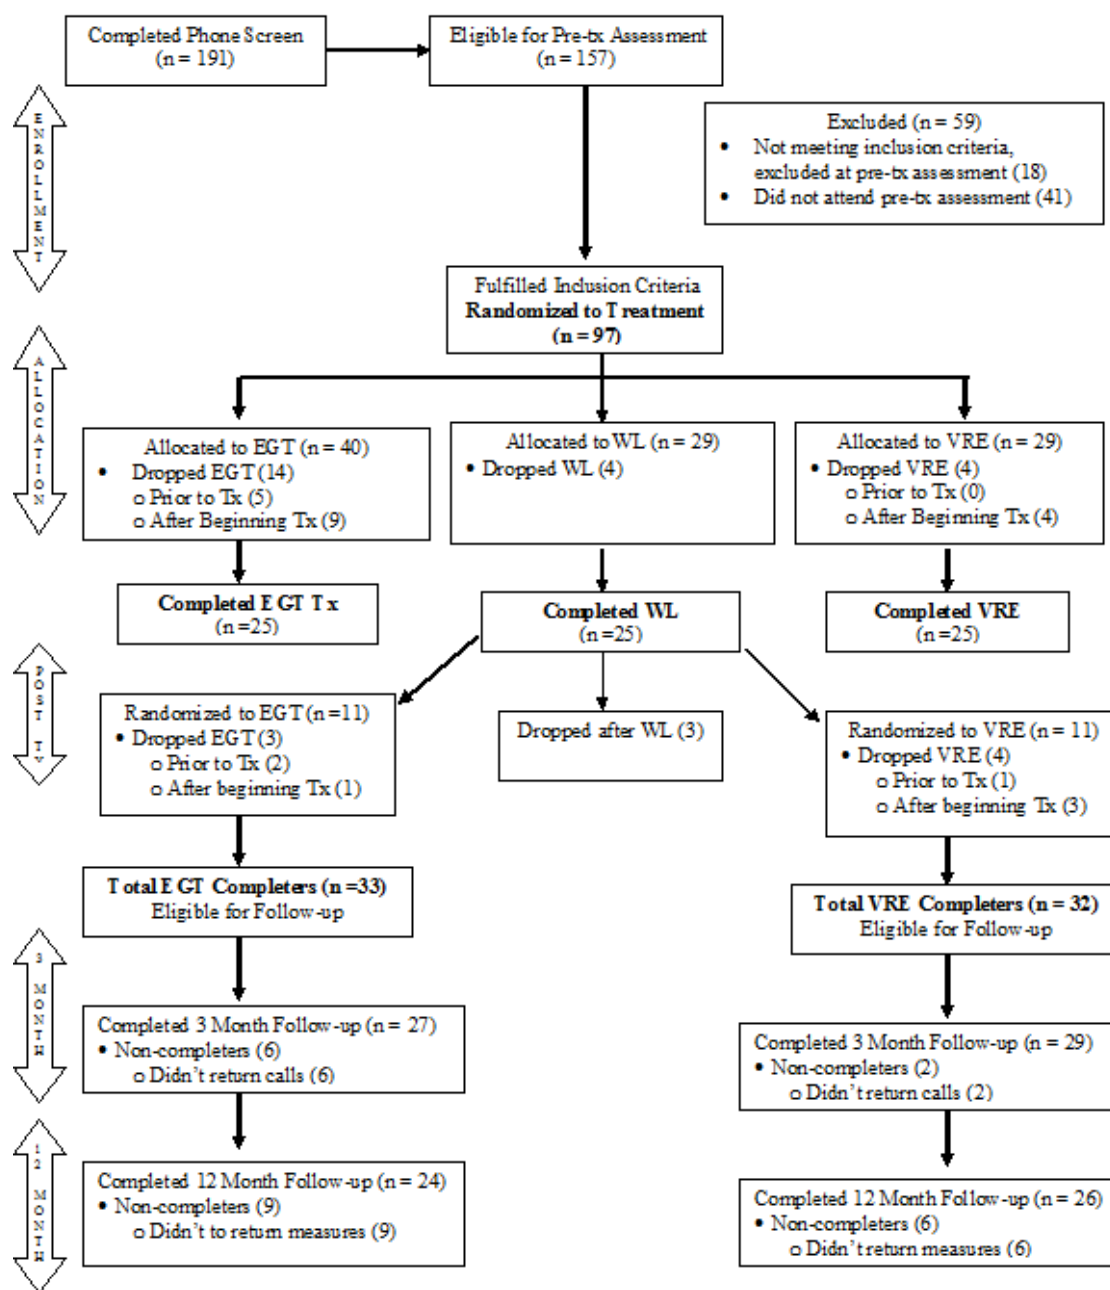 Completed Phone Screen
(n = 191)
Eligible for Pre-tx Assessment
(n = 157)
ENROLLMENT
Excluded (n = 59)
• Not meeting inclusion criteria,
excluded at pre-tx assessment (18)
• Did not attend pre-tx assessment (41)
Fulfilled Inclusion Criteria
Randomized to Treatment
(n = 97)
ALLOCATION
Allocated to EGT (n = 40)
• Dropped EGT (14)
o Prior to Tx (5)
o After Beginning Tx (9)
Allocated to WL (n = 29)
• Dropped WL (4)
Allocated to VRE (n = 29)
• Dropped VRE (4)
o Prior to Tx (0)
o After Beginning Tx (4)
Completed EGT Tx
(n =25)
Completed WL
(n =25)
Completed VRE
(n =25)
POST TX
Randomized to EGT (n =11)
• Dropped EGT (3)
o Prior to Tx (2)
o After beginning Tx (1)
Dropped after WL (3)
Randomized to VRE (n = 11)
• Dropped VRE (4)
o Prior to Tx (1)
o After beginning Tx (3)
Total EGT Completers (n =33)
Eligible for Follow-up
Total VRE Completers (n = 32)
Eligible for Follow-up
3 MONTH
Completed 3 Month Follow-up (n = 27)
• Non-completers (6)
o Didn't return calls (6)
Completed 3 Month Follow-up (n = 29)
• Non-completers (2)
o Didn't return calls (2)
12 MONTH
Completed 12 Month Follow-up (n = 24)
• Non-completers (9)
o Didn't to return measures (9)
Completed 12 Month Follow-up (n = 26)
• Non-completers (6)
o Didn't return measures (6)